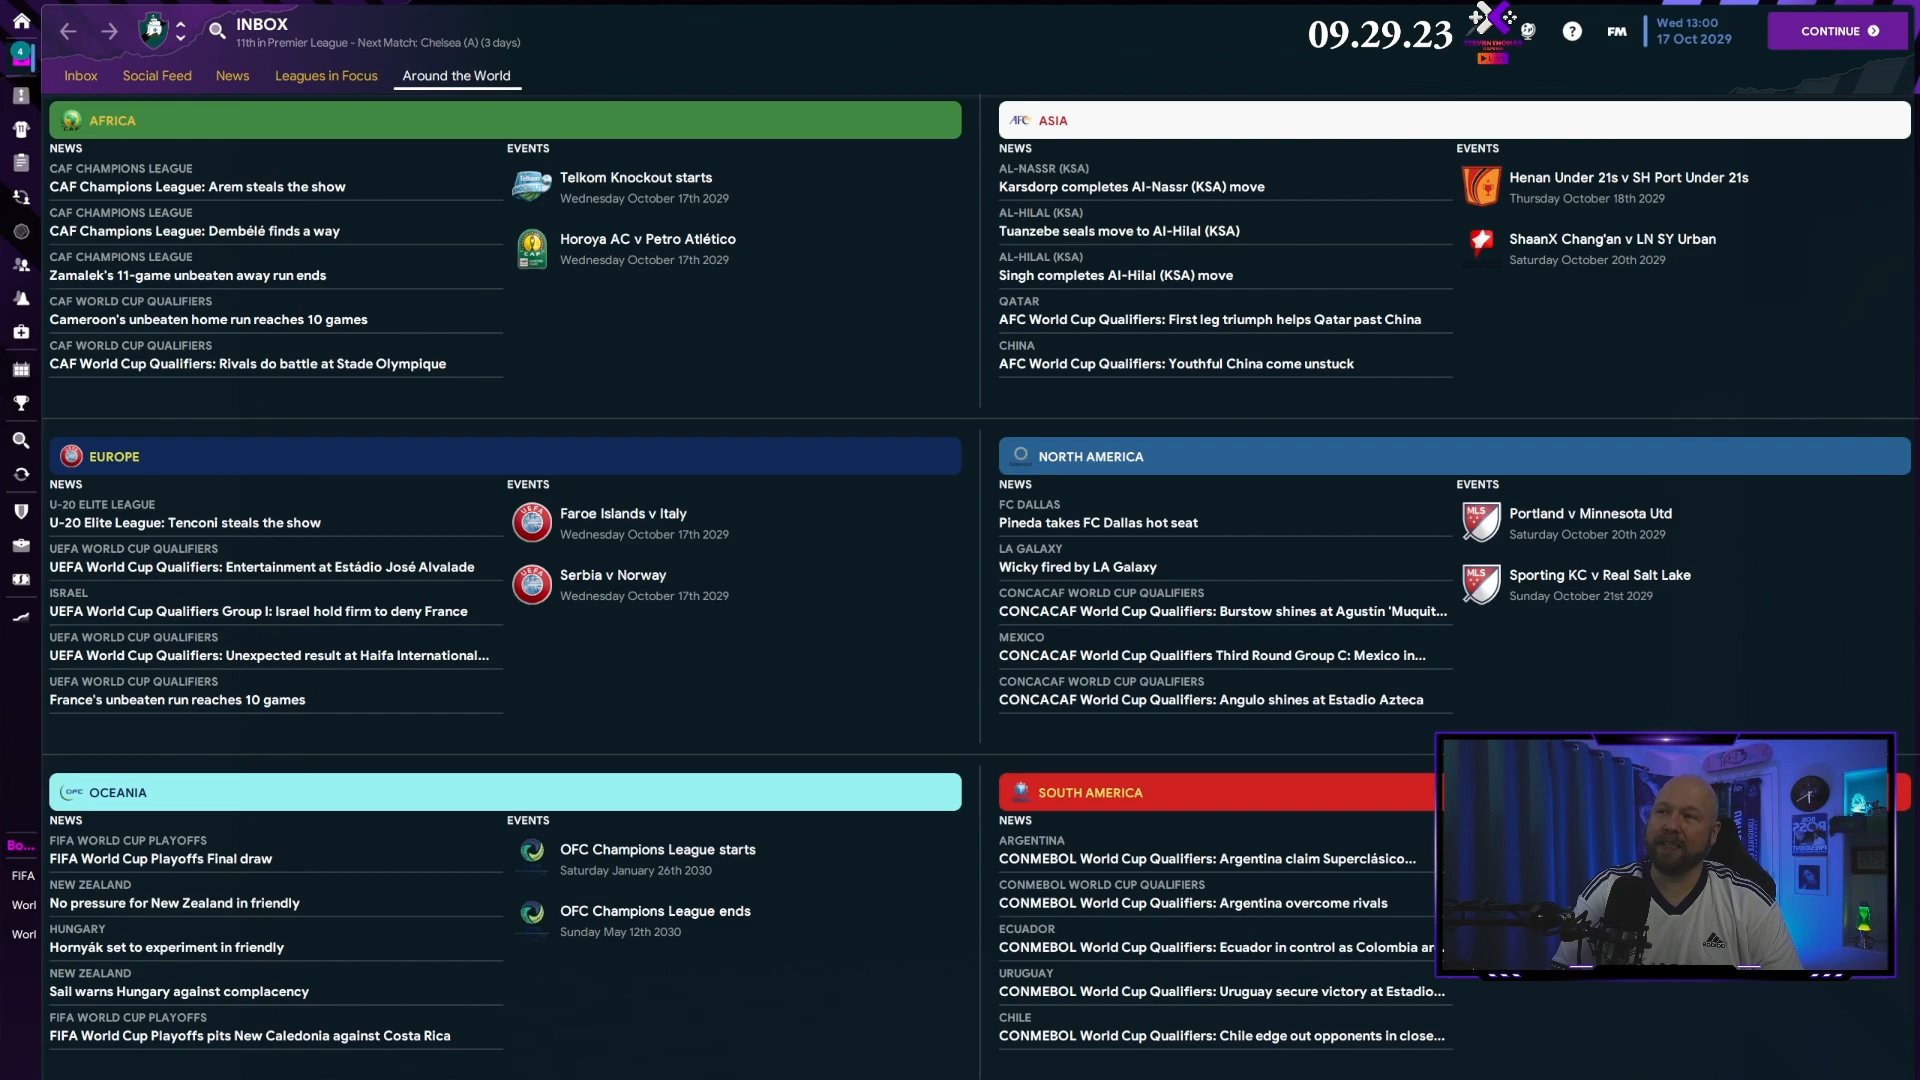 INBOX
11th in Premier League - Next Match: Chelsea (A) (3 days)
09.29.23
FM
Wed 13:00
17 Oct 2029
CONTINUE
4
Inbox
Social Feed
News
Leagues in Focus
Around the World
AFRICA
NEWS
CAF CHAMPIONS LEAGUE
CAF Champions League: Arem steals the show
CAF CHAMPIONS LEAGUE
CAF Champions League: Dembélé finds a way
CAF CHAMPIONS LEAGUE
Zamalek's 11-game unbeaten away run ends
CAF WORLD CUP QUALIFIERS
Cameroon's unbeaten home run reaches 10 games
CAF WORLD CUP QUALIFIERS
CAF World Cup Qualifiers: Rivals do battle at Stade Olympique
EVENTS
Telkom Knockout starts
Wednesday October 17th 2029
Horoya AC v Petro Atlético
Wednesday October 17th 2029
AFC
ASIA
NEWS
AL-NASSR (KSA)
Karsdorp completes Al-Nassr (KSA) move
AL-HILAL (KSA)
Tuanzebe seals move to Al-Hilal (KSA)
AL-HILAL (KSA)
Singh completes Al-Hilal (KSA) move
QATAR
AFC World Cup Qualifiers: First leg triumph helps Qatar past China
CHINA
AFC World Cup Qualifiers: Youthful China come unstuck
EVENTS
Henan Under 21s v SH Port Under 21s
Thursday October 18th 2029
ShaanX Chang'an v LN SY Urban
Saturday October 20th 2029
EUROPE
NEWS
U-20 ELITE LEAGUE
U-20 Elite League: Tenconi steals the show
UEFA WORLD CUP QUALIFIERS
UEFA World Cup Qualifiers: Entertainment at Estádio José Alvalade
ISRAEL
UEFA World Cup Qualifiers Group I: Israel hold firm to deny France
UEFA WORLD CUP QUALIFIERS
UEFA World Cup Qualifiers: Unexpected result at Haifa International...
UEFA WORLD CUP QUALIFIERS
France's unbeaten run reaches 10 games
EVENTS
Faroe Islands v Italy
Wednesday October 17th 2029
Serbia v Norway
Wednesday October 17th 2029
NORTH AMERICA
NEWS
FC DALLAS
Pineda takes FC Dallas hot seat
LA GALAXY
Wicky fired by LA Galaxy
CONCACAF WORLD CUP QUALIFIERS
CONCACAF World Cup Qualifiers: Burstow shines at Agustín 'Muquit...
MEXICO
CONCACAF World Cup Qualifiers Third Round Group C: Mexico in...
CONCACAF WORLD CUP QUALIFIERS
CONCACAF World Cup Qualifiers: Angulo shines at Estadio Azteca
EVENTS
MLS
Portland v Minnesota Utd
Saturday October 20th 2029
MLS
Sporting KC v Real Salt Lake
Sunday October 21st 2029
OFC
OCEANIA
NEWS
FIFA WORLD CUP PLAYOFFS
FIFA World Cup Playoffs Final draw
NEW ZEALAND
No pressure for New Zealand in friendly
HUNGARY
Hornyák set to experiment in friendly
NEW ZEALAND
Sail warns Hungary against complacency
FIFA WORLD CUP PLAYOFFS
FIFA World Cup Playoffs pits New Caledonia against Costa Rica
EVENTS
OFC Champions League starts
Saturday January 26th 2030
OFC Champions League ends
Sunday May 12th 2030
SOUTH AMERICA
NEWS
ARGENTINA
CONMEBOL World Cup Qualifiers: Argentina claim Superclásico...
CONMEBOL WORLD CUP QUALIFIERS
CONMEBOL World Cup Qualifiers: Argentina overcome rivals
ECUADOR
CONMEBOL World Cup Qualifiers: Ecuador in control as Colombia ar
URUGUAY
CONMEBOL World Cup Qualifiers: Uruguay secure victory at Estadio...
CHILE
CONMEBOL World Cup Qualifiers: Chile edge out opponents in close...
Bo...
FIFA
Worl
Worl